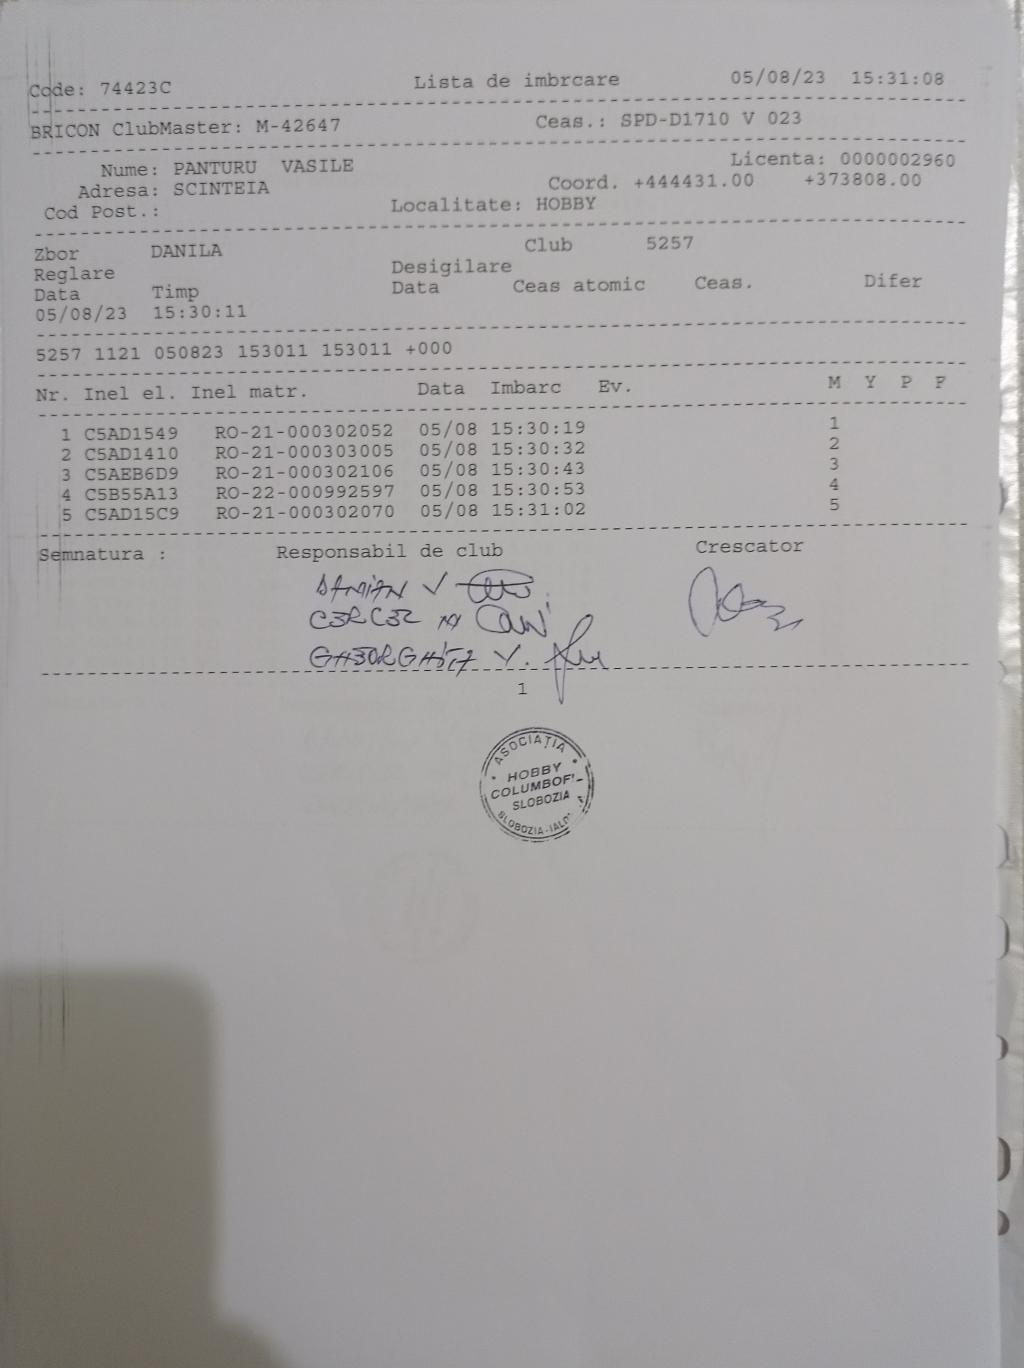 Code: 74423C Lista de imbrcare 05/08/23 15:31:08
BRICON ClubMaster: M-42647 Ceas.: SPD-D1710 V 023
Nume: PANTURU VASILE Licenta: 0000002960
Adresa: SCINTEIA Coord. +444431.00 +373808.00
Cod Post.: Localitate: HOBBY
Zbor DANILA Club 5257
Reglare Desigilare
Data Timp Data Ceas atomic Ceas. Difer
05/08/23 15:30:11
5257 1121 050823 153011 153011 +000
Nr. Inel el. Inel matr. Data Imbarc Ev. M Y P F
1 C5AD1549 RO-21-000302052 05/08 15:30:19 1
2 C5AD1410 RO-21-000303005 05/08 15:30:32 2
3 C5AEB6D9 RO-21-000302106 05/08 15:30:43 3
4 C5B55A13 RO-22-000992597 05/08 15:30:53 4
5 C5AD15C9 RO-21-000302070 05/08 15:31:02 5
Semnatura : Responsabil de club Crescator
DAMIAN V
CERCEL
GHEORGHITA V.
1
ASOCIAȚIA
HOBBY
COLUMBOF
SLOBOZIA
SLOBOZIA-IAL